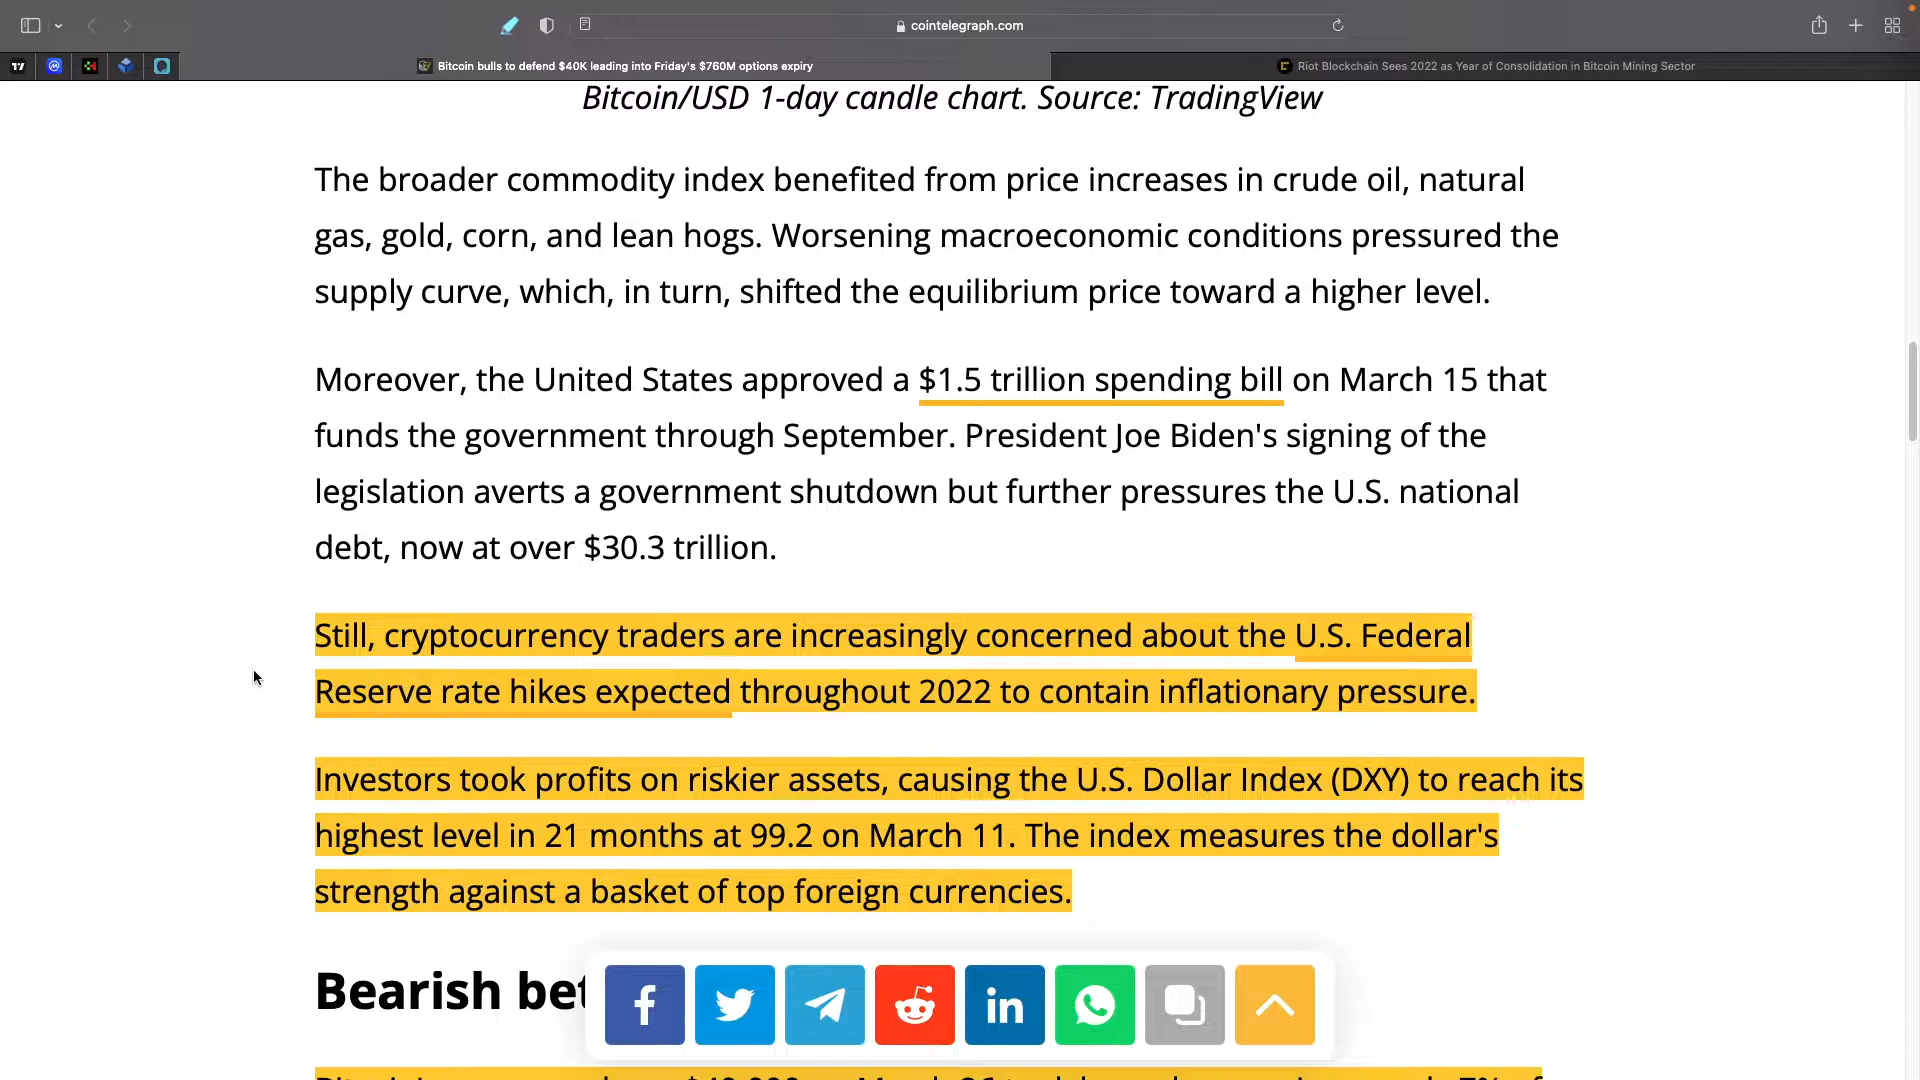 cointelegraph.com
Bitcoin bulls to defend $40K leading into Friday's $760M options expiry
Riot Blockchain Sees 2022 as Year of Consolidation in Bitcoin Mining Sector
Bitcoin/USD 1-day candle chart. Source: TradingView
The broader commodity index benefited from price increases in crude oil, natural
gas, gold, corn, and lean hogs. Worsening macroeconomic conditions pressured the
supply curve, which, in turn, shifted the equilibrium price toward a higher level.
Moreover, the United States approved a $1.5 trillion spending bill on March 15 that
funds the government through September. President Joe Biden's signing of the
legislation averts a government shutdown but further pressures the U.S. national
debt, now at over $30.3 trillion.
Still, cryptocurrency traders are increasingly concerned about the U.S. Federal
Reserve rate hikes expected throughout 2022 to contain inflationary pressure.
Investors took profits on riskier assets, causing the U.S. Dollar Index (DXY) to reach its
highest level in 21 months at 99.2 on March 11. The index measures the dollar's
strength against a basket of top foreign currencies.
Bearish bet